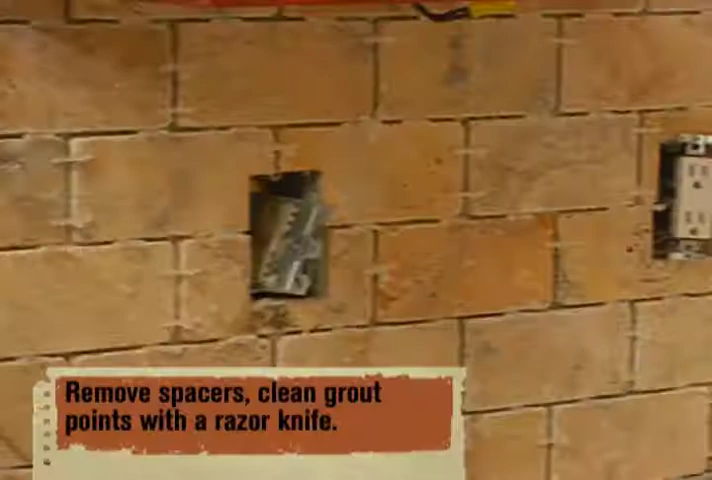 Remove spacers, clean grout
points with a razor knife.